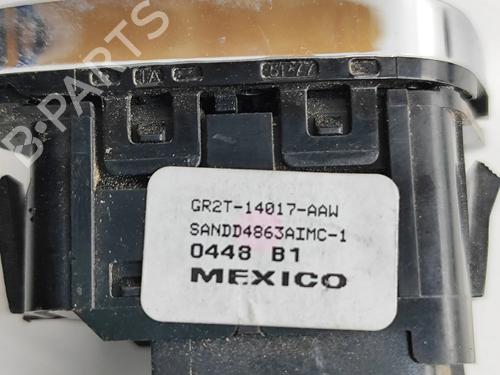 B-PARTS
GR2T-14017-AAW
SANDD4863AIMC-1
0448 B1
MEXICO